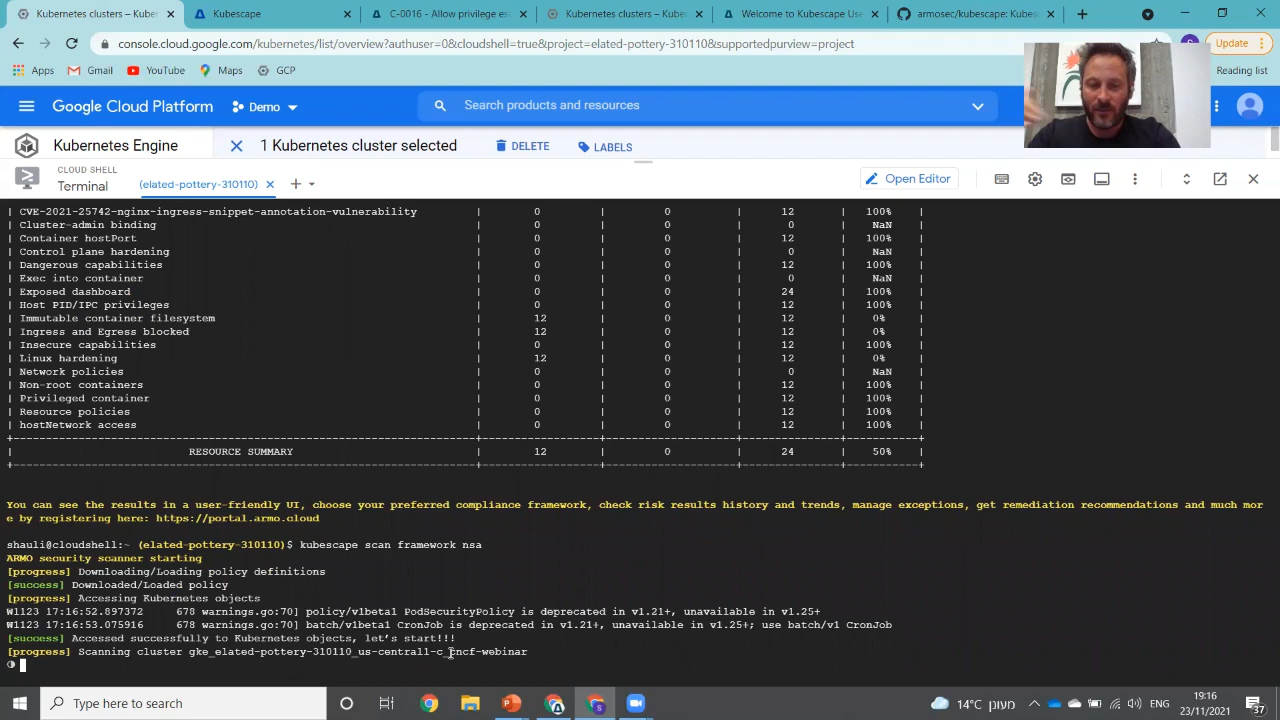 Kubernetes clusters – Kubernetes
Kubescape
C-0016 - Allow privilege esc
Kubernetes clusters – Kubernetes
Welcome to Kubescape Use
armosec/kubescape: Kubes
console.cloud.google.com/kubernetes/list/overview?authuser=0&cloudshell=true&project=elated-pottery-310110&supportedpurview=project
Update
Apps Gmail YouTube Maps GCP Reading list
Google Cloud Platform Demo Search products and resources
Kubernetes Engine 1 Kubernetes cluster selected DELETE LABELS
CLOUD SHELL
Terminal (elated-pottery-310110) Open Editor
| CVE-2021-25742-nginx-ingress-snippet-annotation-vulnerability | 0 | 0 | 12 | 100% |
| Cluster-admin binding | 0 | 0 | 0 | NaN |
| Container hostPort | 0 | 0 | 12 | 100% |
| Control plane hardening | 0 | 0 | 0 | NaN |
| Dangerous capabilities | 0 | 0 | 12 | 100% |
| Exec into container | 0 | 0 | 0 | NaN |
| Exposed dashboard | 0 | 0 | 24 | 100% |
| Host PID/IPC privileges | 0 | 0 | 12 | 100% |
| Immutable container filesystem | 12 | 0 | 12 | 0% |
| Ingress and Egress blocked | 12 | 0 | 12 | 0% |
| Insecure capabilities | 0 | 0 | 12 | 100% |
| Linux hardening | 12 | 0 | 12 | 0% |
| Network policies | 0 | 0 | 0 | NaN |
| Non-root containers | 0 | 0 | 12 | 100% |
| Privileged container | 0 | 0 | 12 | 100% |
| Resource policies | 0 | 0 | 12 | 100% |
| hostNetwork access | 0 | 0 | 12 | 100% |
| RESOURCE SUMMARY | 12 | 0 | 24 | 50% |
You can see the results in a user-friendly UI, choose your preferred compliance framework, check risk results history and trends, manage exceptions, get remediation recommendations and much mor
e by registering here: https://portal.armo.cloud
shauli@cloudshell:~ (elated-pottery-310110)$ kubescape scan framework nsa
ARMO security scanner starting
[progress] Downloading/Loading policy definitions
[success] Downloaded/Loaded policy
[progress] Accessing Kubernetes objects
W1123 17:16:52.897372 678 warnings.go:70] policy/v1beta1 PodSecurityPolicy is deprecated in v1.21+, unavailable in v1.25+
W1123 17:16:53.075916 678 warnings.go:70] batch/v1beta1 CronJob is deprecated in v1.21+, unavailable in v1.25+; use batch/v1 CronJob
[success] Accessed successfully to Kubernetes objects, let's start!!!
[progress] Scanning cluster gke_elated-pottery-310110_us-central1-c_cncf-webinar
Type here to search
14°C מעונן
ENG
19:16
23/11/2021
37